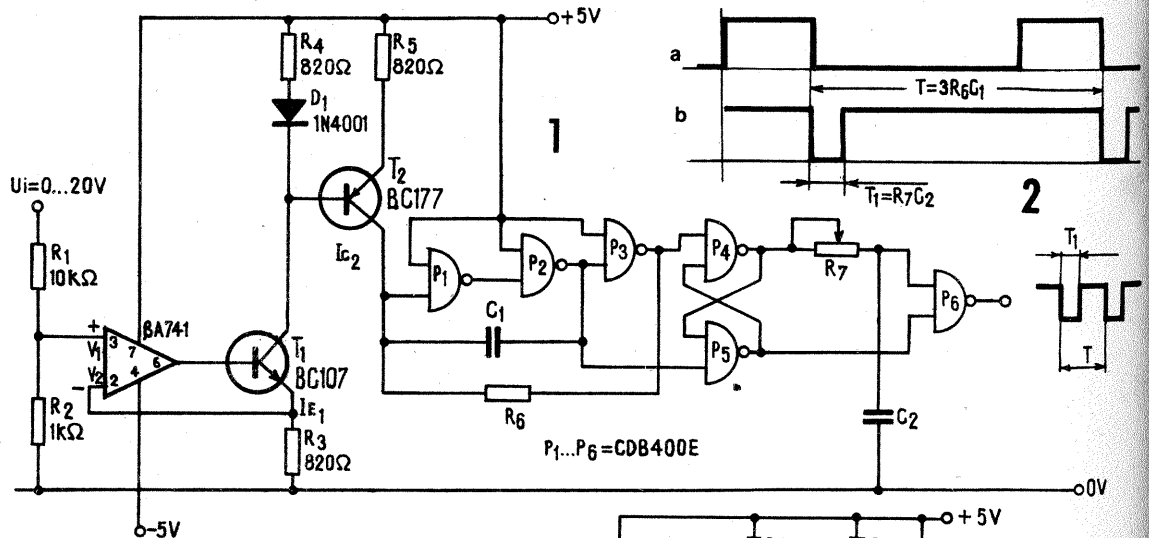 +5V
R4
820Ω
R5
820Ω
D1
1N4001
1
a
T=3R6C1
b
T1=R7C2
2
Ui=0...20V
T2
BC177
IC2
R1
10kΩ
P1
P2
P3
P4
R7
P6
T1
T
C1
P5
+
V1
3
7
βA741
6
V2
2
4
-
T1
BC107
IE1
R6
C2
R2
1kΩ
R3
820Ω
P1...P6=CDB400E
0V
-5V
+5V